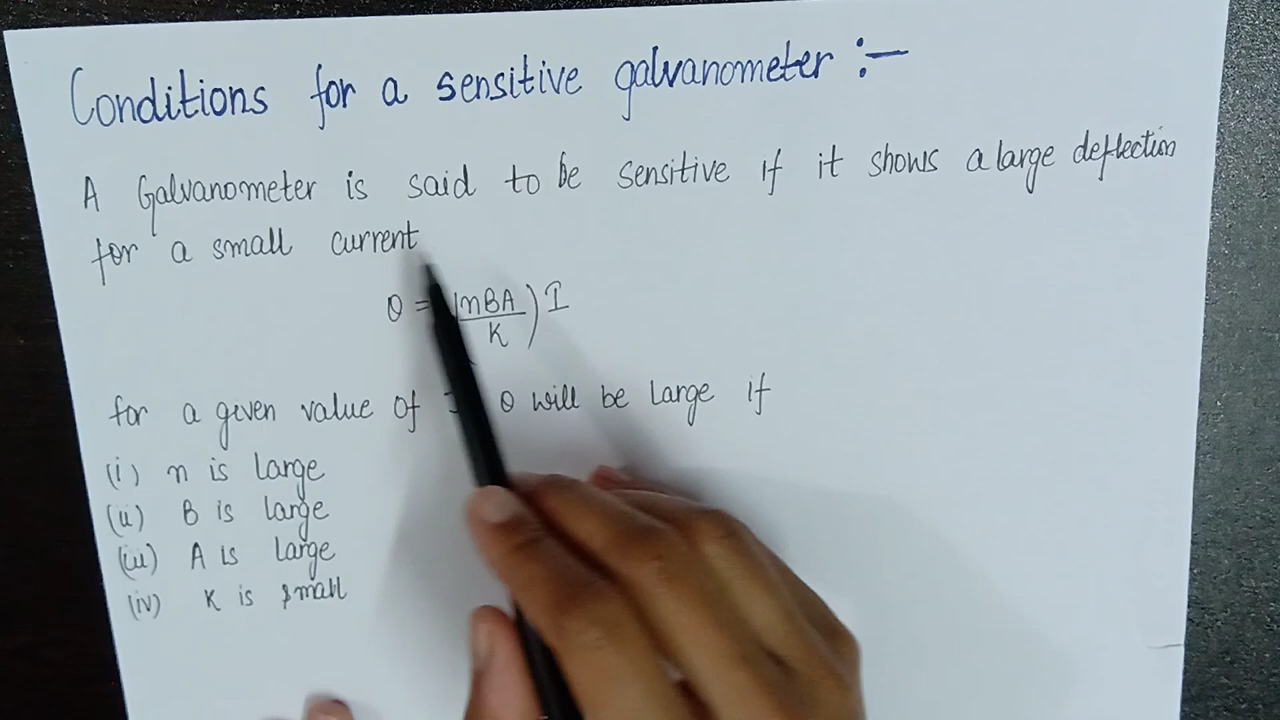 Conditions for a sensitive galvanometer :-
A Galvanometer is said to be sensitive if it shows a large deflection
for a small current
θ = (nBA/K) I
for a given value of θ will be large if
(i) n is large
(ii) B is large
(iii) A is large
(iv) K is small